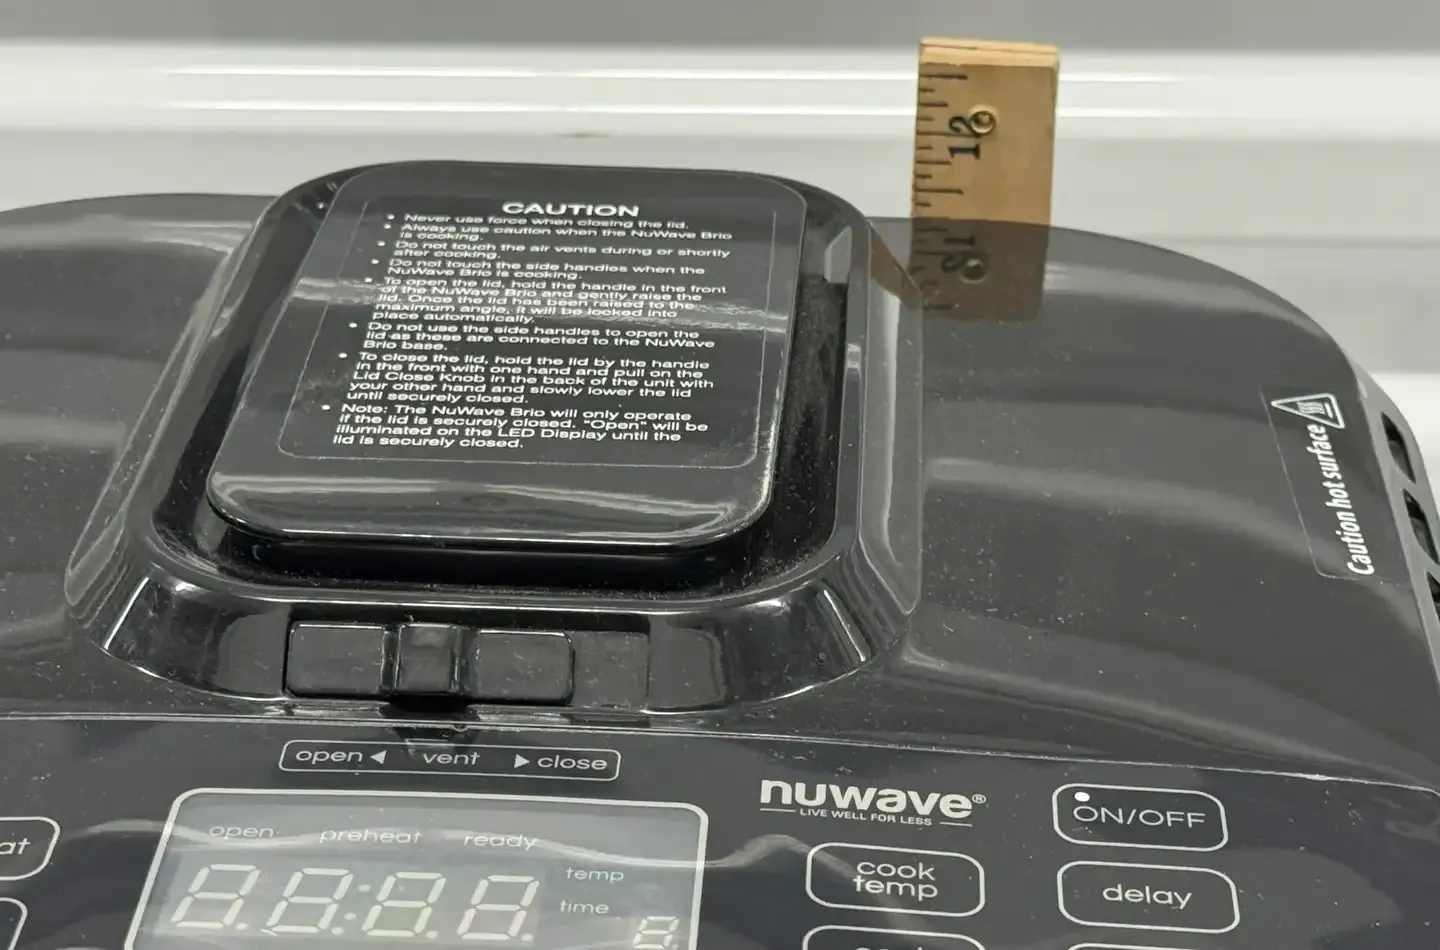 12
CAUTION
• Never use force when closing the lid.
• Always use caution when the NuWave Brio
is cooking.
• Do not touch the air vents during or shortly
after cooking.
• Do not touch the side handles when the
NuWave Brio is cooking.
• To open the lid, hold the handle in the front
of the NuWave Brio and gently raise the
lid. Once the lid has been raised to the
maximum angle, it will be locked into
place automatically.
• Do not use the side handles to open the
lid as these are connected to the NuWave
Brio base.
• To close the lid, hold the lid by the handle
in the front with one hand and pull on the
Lid Close Knob in the back of the unit with
your other hand and slowly lower the lid
until securely closed.
• Note: The NuWave Brio will only operate
if the lid is securely closed. "Open" will be
illuminated on the LED Display until the
lid is securely closed.
Caution hot surface
open ◀ vent ▶ close
nuwave®
LIVE WELL FOR LESS
ON/OFF
open preheat ready
temp
time
8.8:8.8.
8
cook
temp
delay